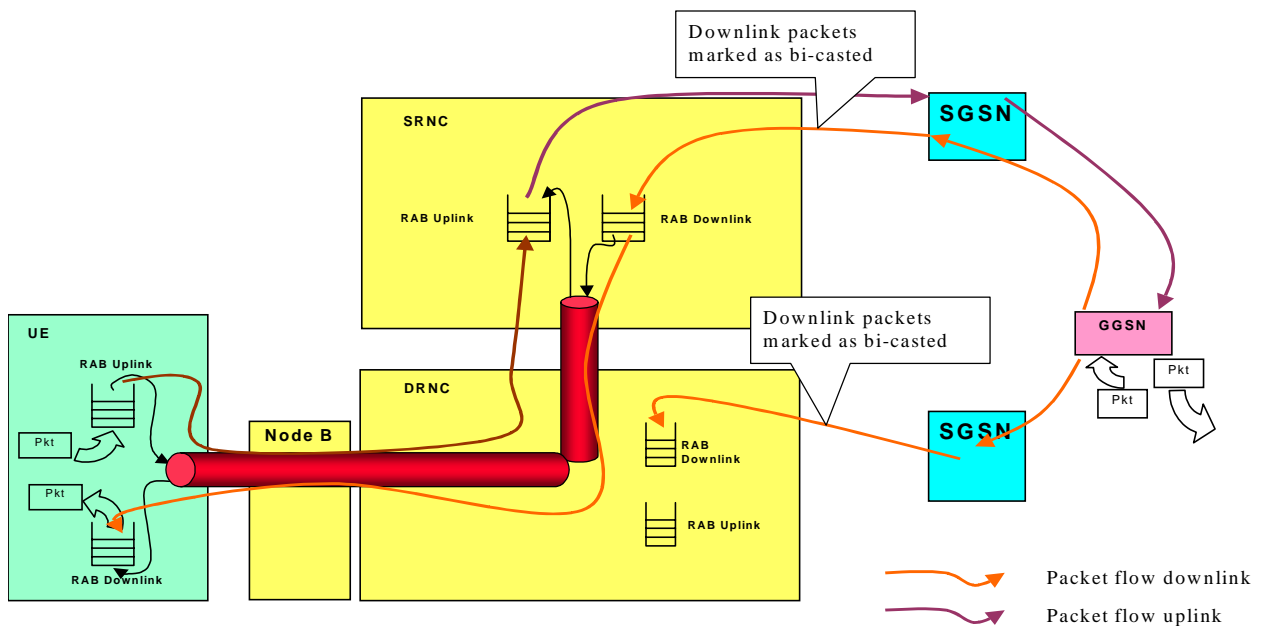 Downlink packets
marked as bi-casted
SRNC
SGSN
RAB Uplink
RAB Downlink
Downlink packets
marked as bi-casted
GGSN
Pkt
Pkt
UE
RAB Uplink
Pkt
Pkt
RAB Downlink
Node B
DRNC
RAB
Downlink
RAB Uplink
SGSN
Packet flow downlink
Packet flow uplink